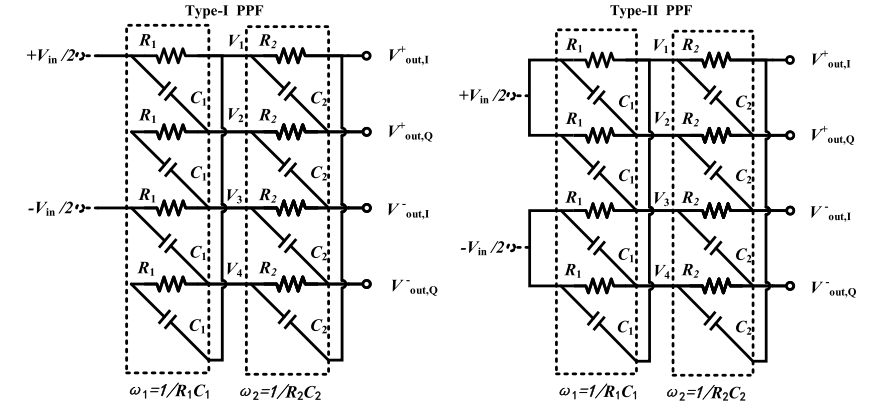 Type-I PPF
Type-II PPF
R₁ V₁ R₂
+Vin /2
V⁺out,I
C₁ C₂
R₁ V₂ R₂
V⁺out,Q
C₁ C₂
R₁ V₃ R₂
-Vin /2
V⁻out,I
C₁ C₂
R₁ V₄ R₂
V⁻out,Q
C₁ C₂
ω₁=1/R₁C₁ ω₂=1/R₂C₂
R₁ V₁ R₂
V⁺out,I
+Vin /2
C₁ C₂
R₁ V₂ R₂
V⁺out,Q
C₁ C₂
R₁ V₃ R₂
V⁻out,I
-Vin /2
C₁ C₂
R₁ V₄ R₂
V⁻out,Q
C₁ C₂
ω₁=1/R₁C₁ ω₂=1/R₂C₂